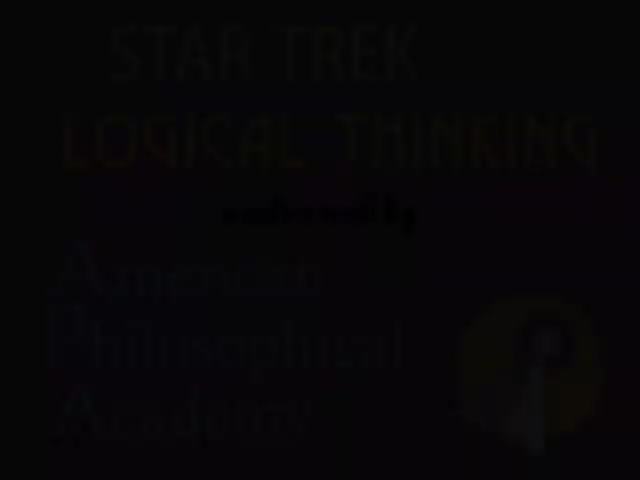 STAR TREK
LOGICAL THINKING
American
Philosophical
Academy